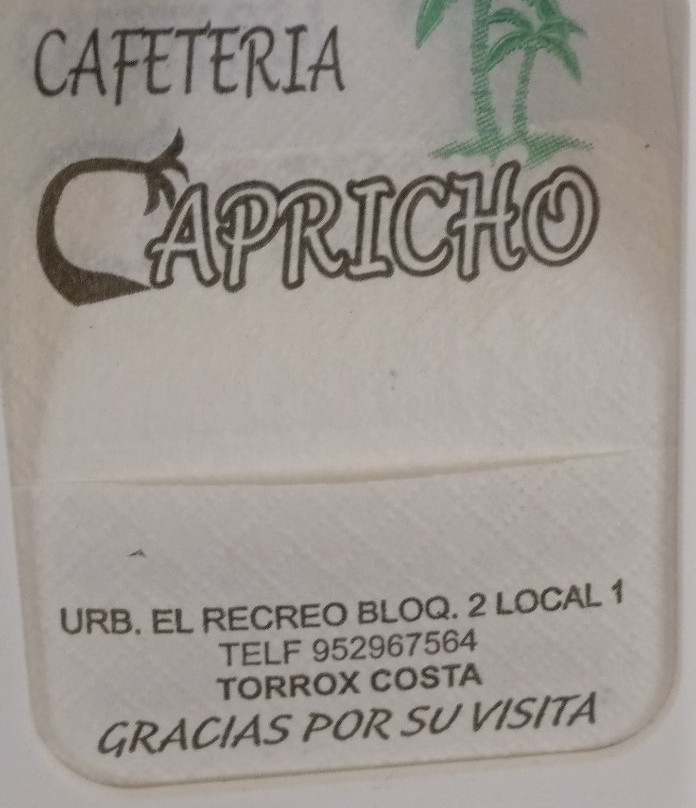 CAFETERIA
CAPRICHO
URB. EL RECREO BLOQ. 2 LOCAL 1
TELF 952967564
TORROX COSTA
GRACIAS POR SU VISITA